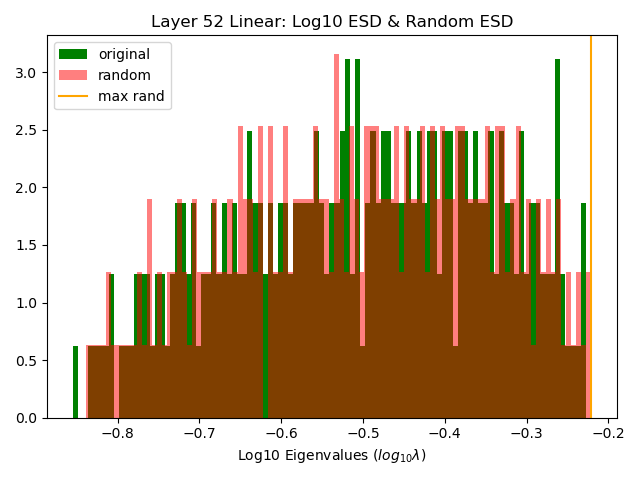 Layer 52 Linear: Log10 ESD & Random ESD
original
random
max rand
3.0
2.5
2.0
1.5
1.0
0.5
0.0
−0.8 −0.7 −0.6 −0.5 −0.4 −0.3 −0.2
Log10 Eigenvalues (log₁₀λ)